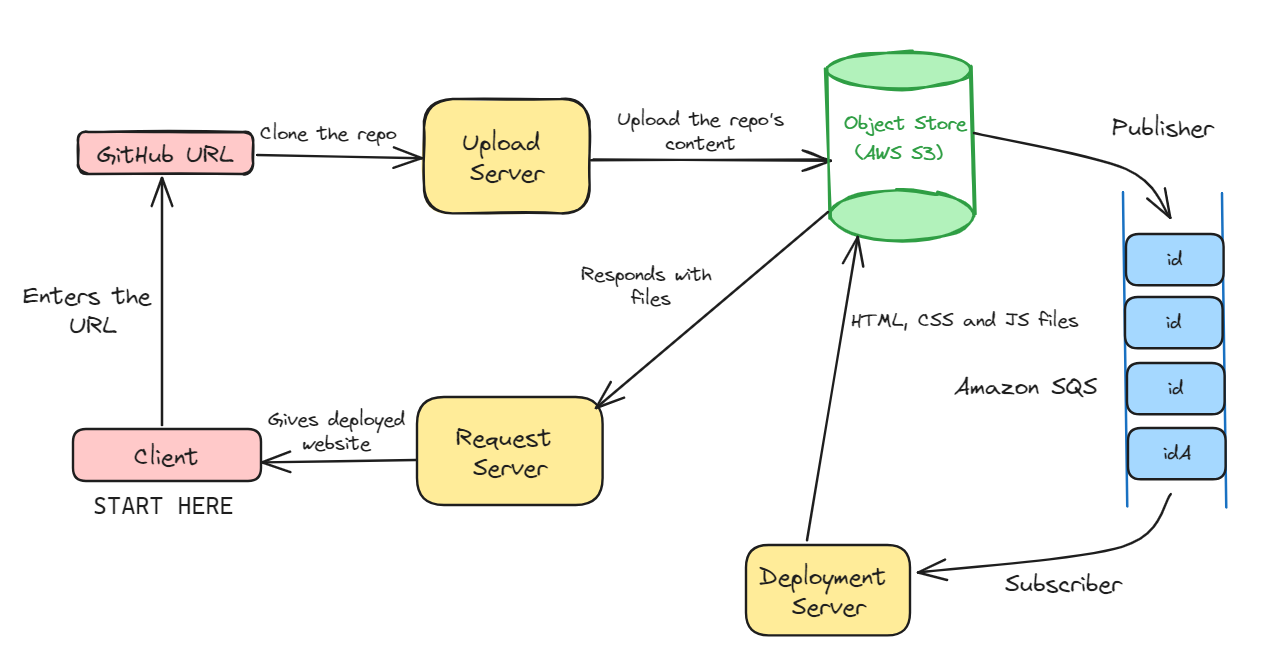 Clone the repo
GitHub URL
Upload
Server
Upload the repo's
content
Object Store
(AWS S3)
Publisher
Enters the
URL
Responds with
files
id
id
id
idA
HTML, CSS and JS files
Amazon SQS
Gives deployed
website
Request
Server
Client
START HERE
Deployment
Server
Subscriber